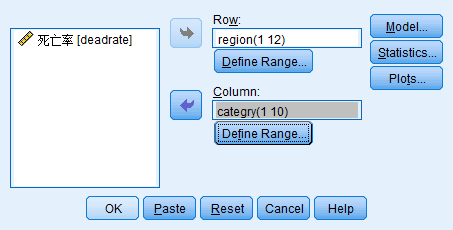 死亡率 [deadrate]
Row:
region(1 12)
Define Range...
Column:
categry(1 10)
Define Range...
Model...
Statistics...
Plots...
OK Paste Reset Cancel Help